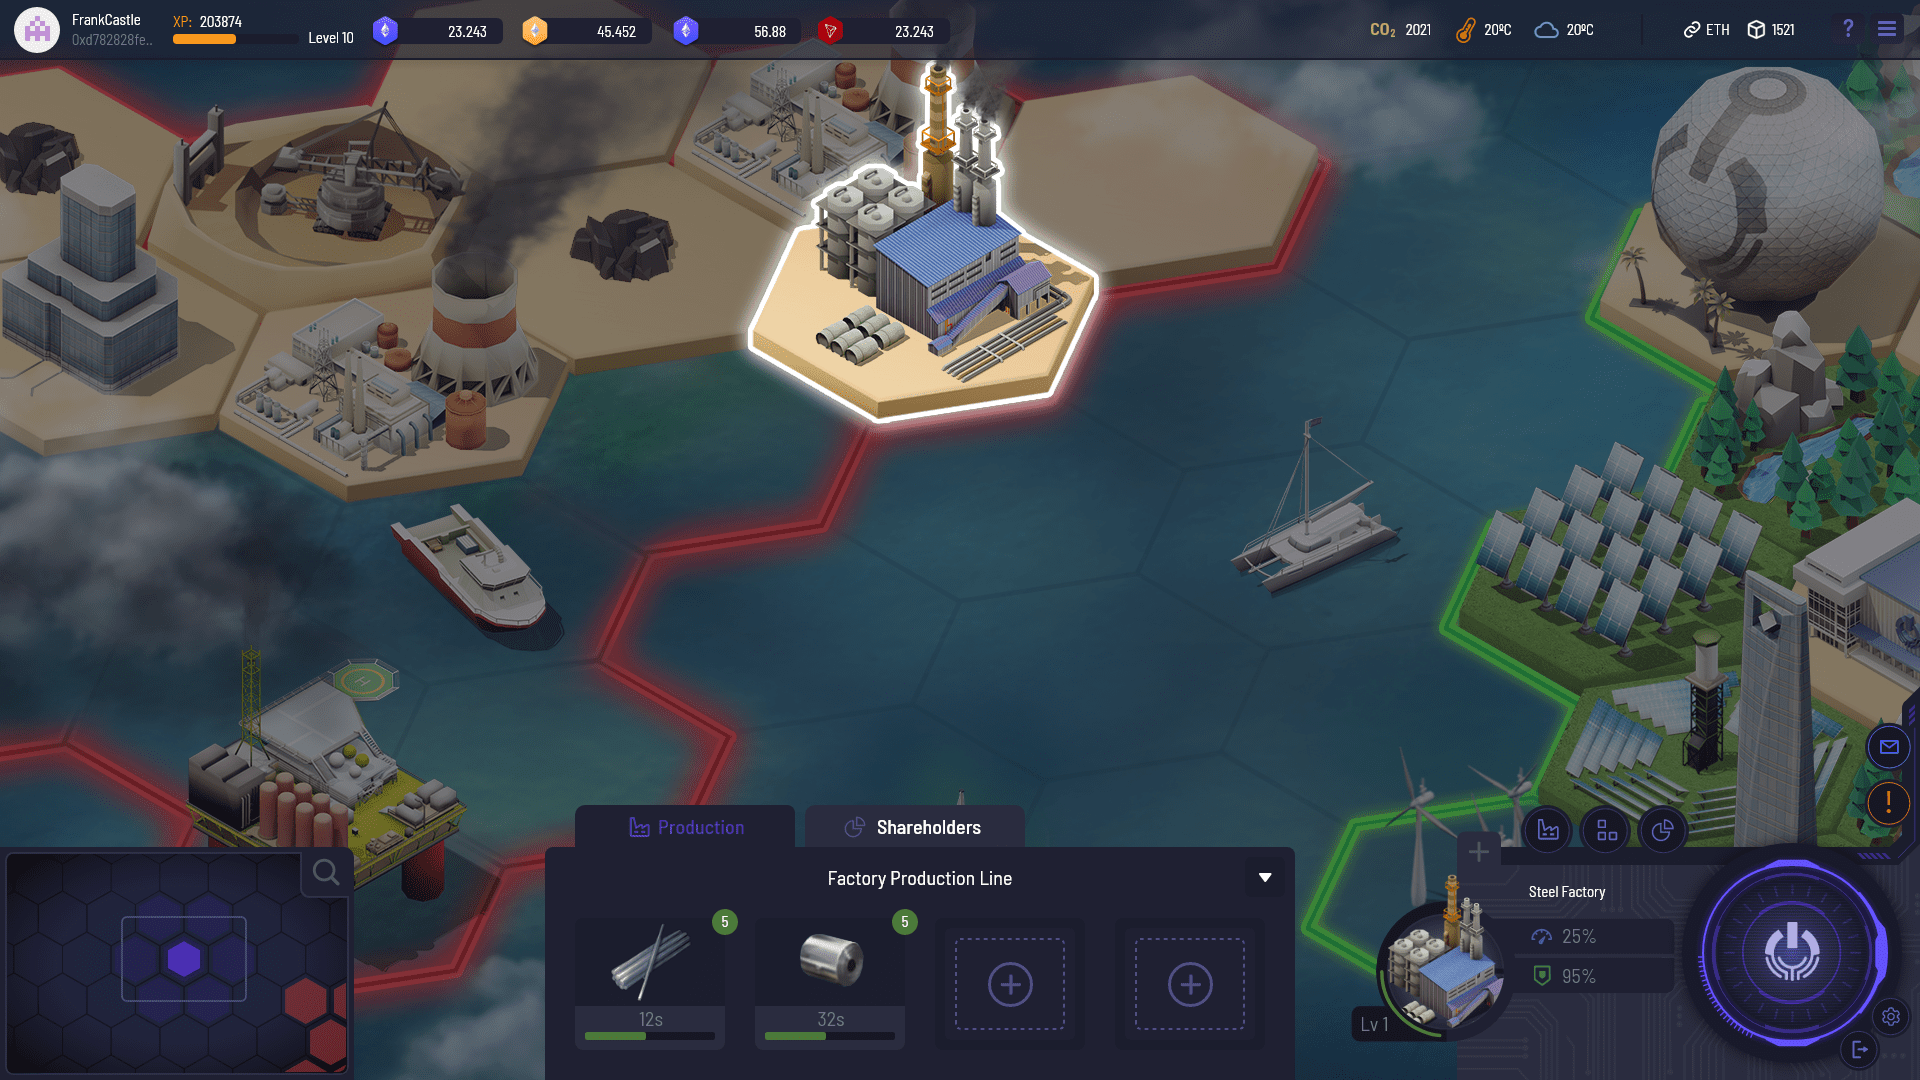 FrankCastle
0xd782828fe..
XP: 203874
Level 10
23.243
45.452
56.88
23.243
CO₂ 2021
20ºC
20ºC
ETH
1521
?
H
Production
Shareholders
Factory Production Line
5
5
12s
32s
Steel Factory
25%
95%
Lv 1
!